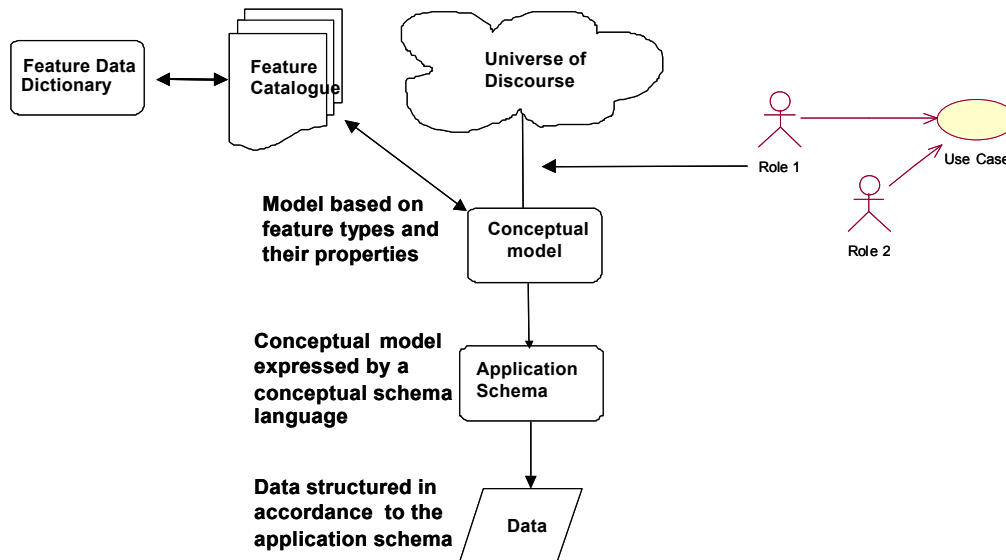 Feature Data
Dictionary
Feature
Catalogue
Universe of
Discourse
Role 1
Use Case
Role 2
Model based on
feature types and
their properties
Conceptual
model
Conceptual model
expressed by a
conceptual schema
language
Application
Schema
Data structured in
accordance to the
application schema
Data